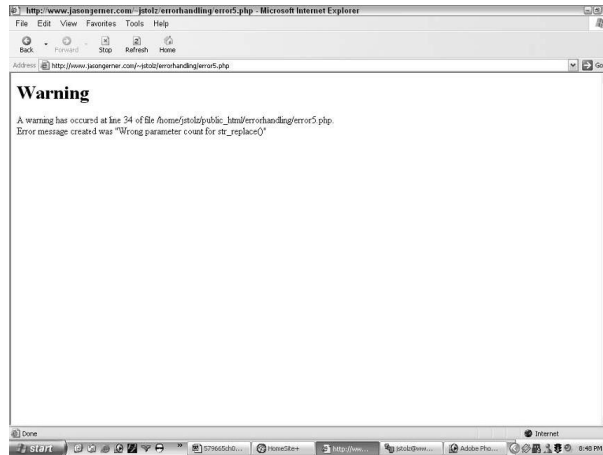 http://www.jasongerner.com/~jstolz/errorhandling/error5.php - Microsoft Internet Explorer
File Edit View Favorites Tools Help
Back Forward Stop Refresh Home
Address http://www.jasongerner.com/~jstolz/errorhandling/error5.php Go
Warning
A warning has occured at line 34 of file /home/jstolz/public_html/errorhandling/error5.php.
Error message created was "Wrong parameter count for str_replace()"
Done Internet
start 579665ch0... HomeSite+ http://ww... jstolz@ww... Adobe Pho... 8:48 PM